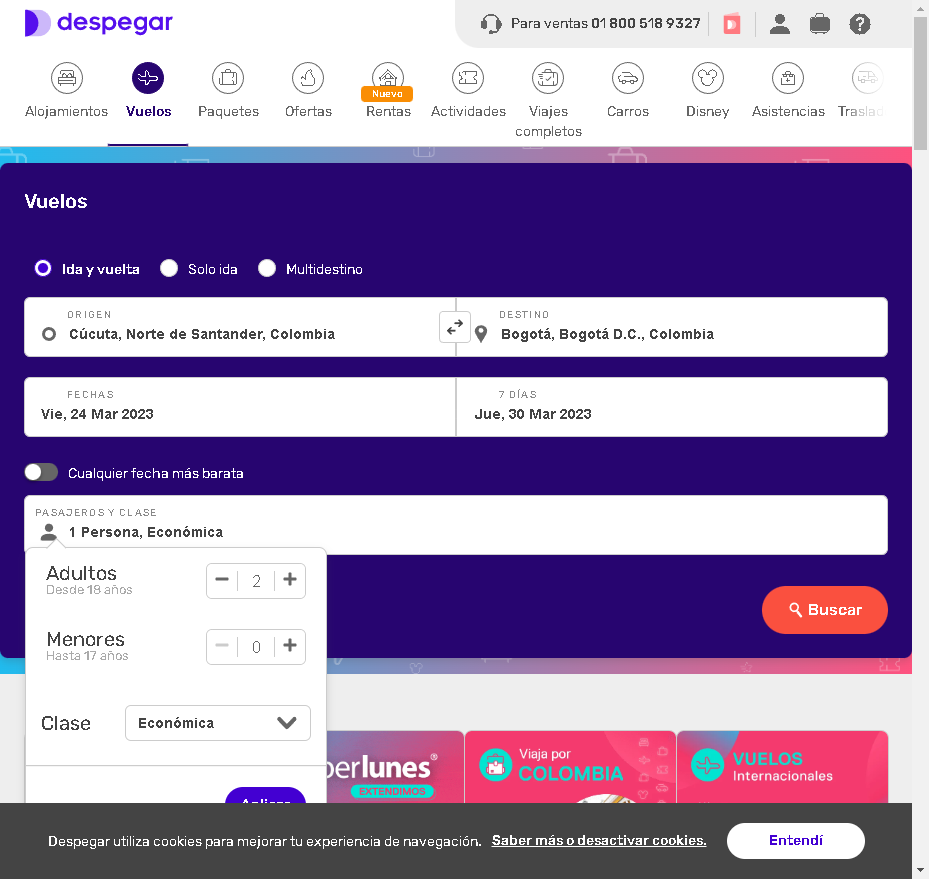 despegar
Para ventas 01 800 518 9327
Alojamientos
Vuelos
Paquetes
Ofertas
Nuevo
Rentas
Actividades
Viajes
completos
Carros
Disney
Asistencias
Traslad
Vuelos
Ida y vuelta
Solo ida
Multidestino
ORIGEN
Cúcuta, Norte de Santander, Colombia
DESTINO
Bogotá, Bogotá D.C., Colombia
FECHAS
Vie, 24 Mar 2023
7 DÍAS
Jue, 30 Mar 2023
Cualquier fecha más barata
PASAJEROS Y CLASE
1 Persona, Económica
Adultos
Desde 18 años
2
Menores
Hasta 17 años
0
Clase
Económica
Aplicar
Buscar
perlunes®
EXTENDIMOS
Viaja por
COLOMBIA
VUELOS
Internacionales
Despegar utiliza cookies para mejorar tu experiencia de navegación.
Saber más o desactivar cookies.
Entendí